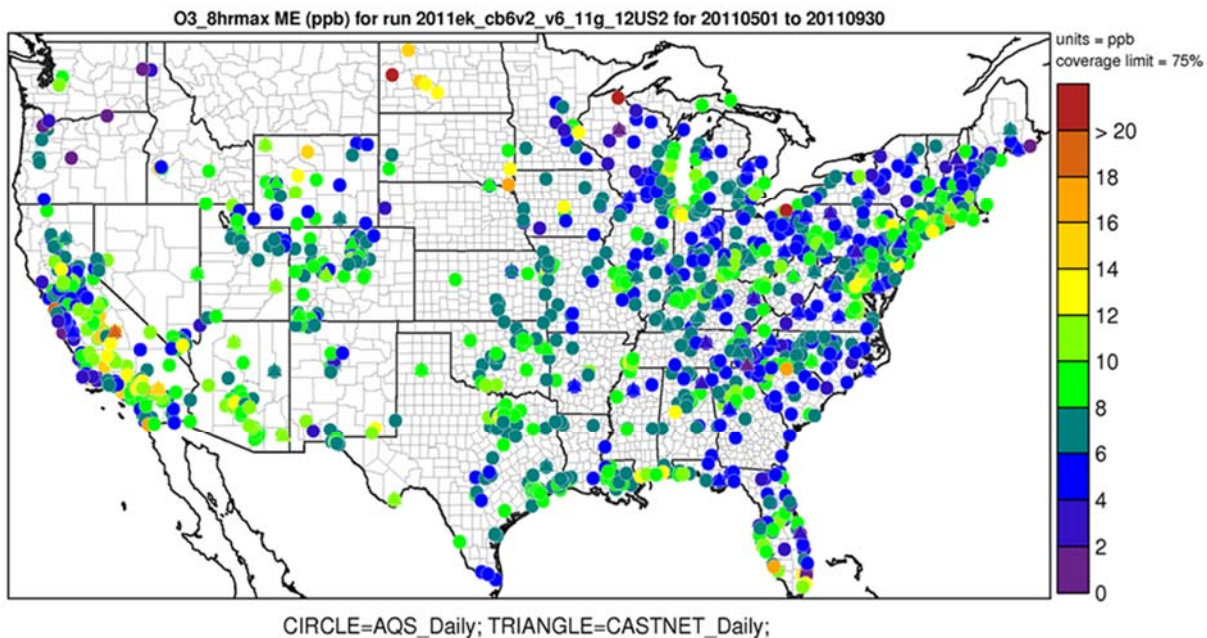 O3_8hrmax ME (ppb) for run 2011ek_cb6v2_v6_11g_12US2 for 20110501 to 20110930
units = ppb
coverage limit = 75%
> 20
18
16
14
12
10
8
6
4
2
0
CIRCLE=AQS_Daily; TRIANGLE=CASTNET_Daily;